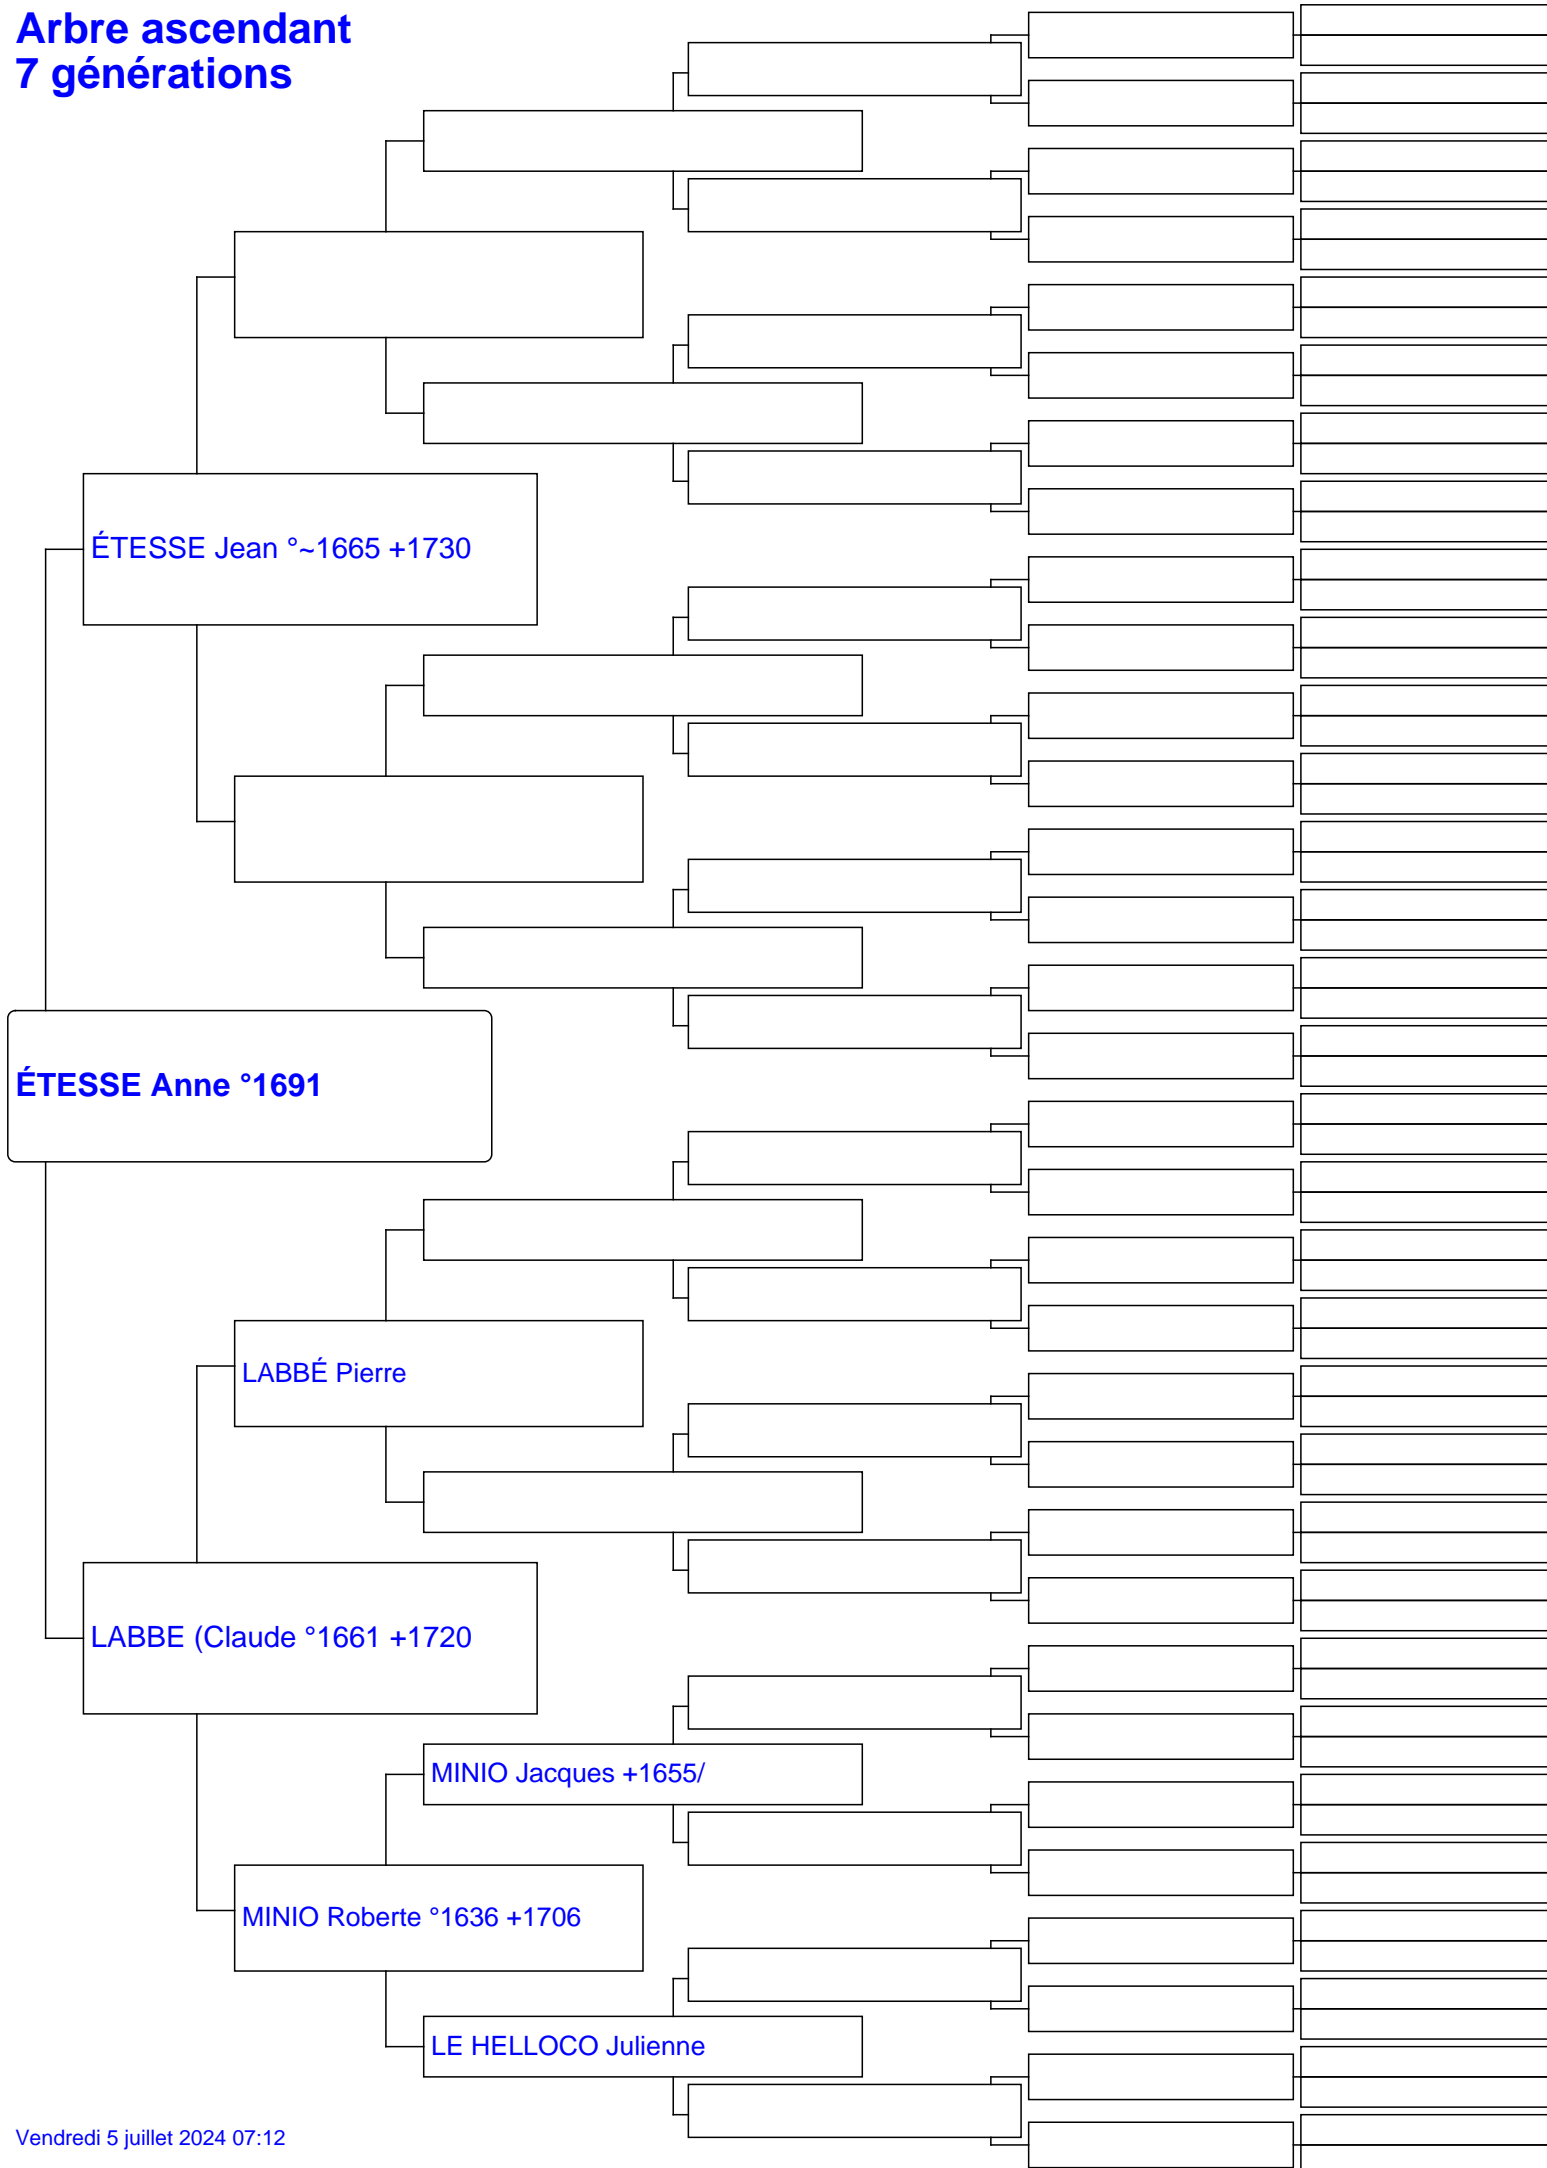 Arbre ascendant
7 générations
ÉTESSE Jean °~1665 +1730
ÉTESSE Anne °1691
LABBÉ Pierre
LABBE (Claude °1661 +1720
MINIO Jacques +1655/
MINIO Roberte °1636 +1706
LE HELLOCO Julienne
Vendredi 5 juillet 2024 07:12